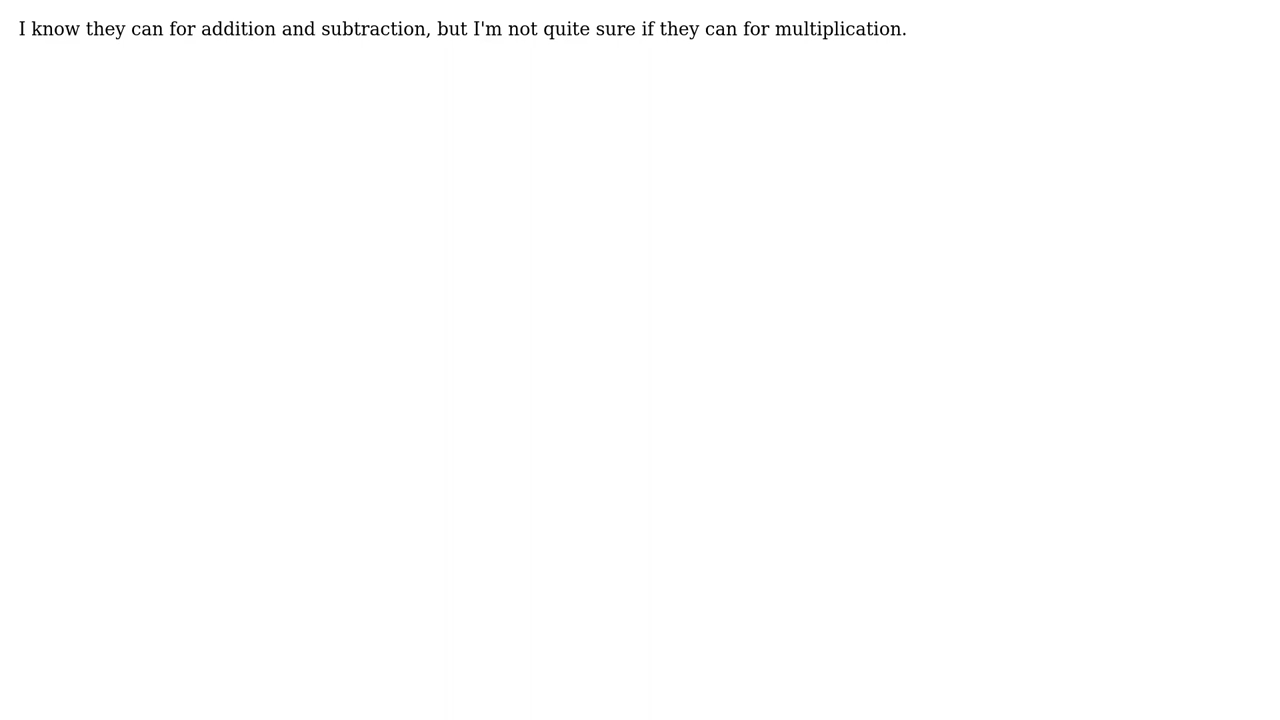 I know they can for addition and subtraction, but I'm not quite sure if they can for multiplication.